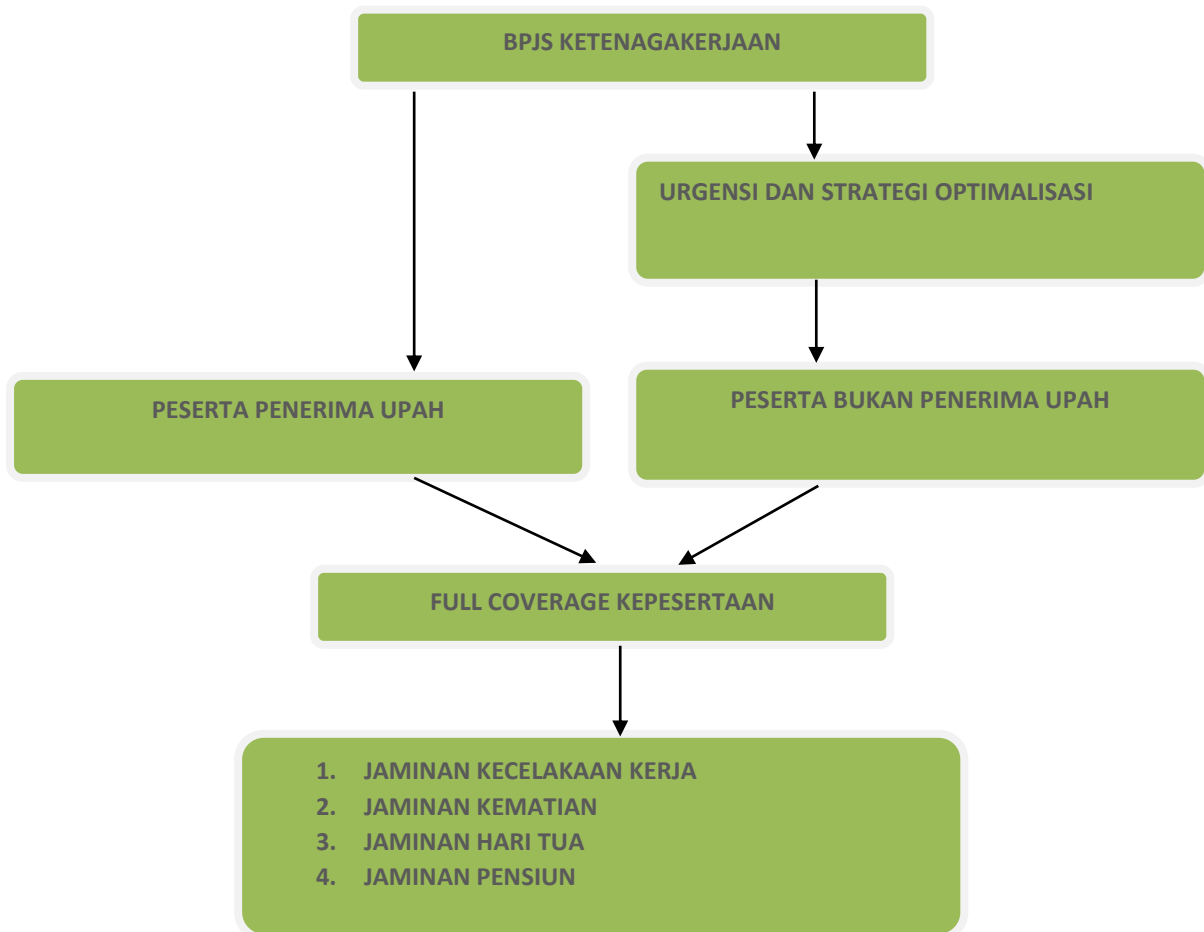 BPJS KETENAGAKERJAAN
URGENSI DAN STRATEGI OPTIMALISASI
PESERTA PENERIMA UPAH
PESERTA BUKAN PENERIMA UPAH
FULL COVERAGE KEPESERTAAN
1. JAMINAN KECELAKAAN KERJA
2. JAMINAN KEMATIAN
3. JAMINAN HARI TUA
4. JAMINAN PENSIUN